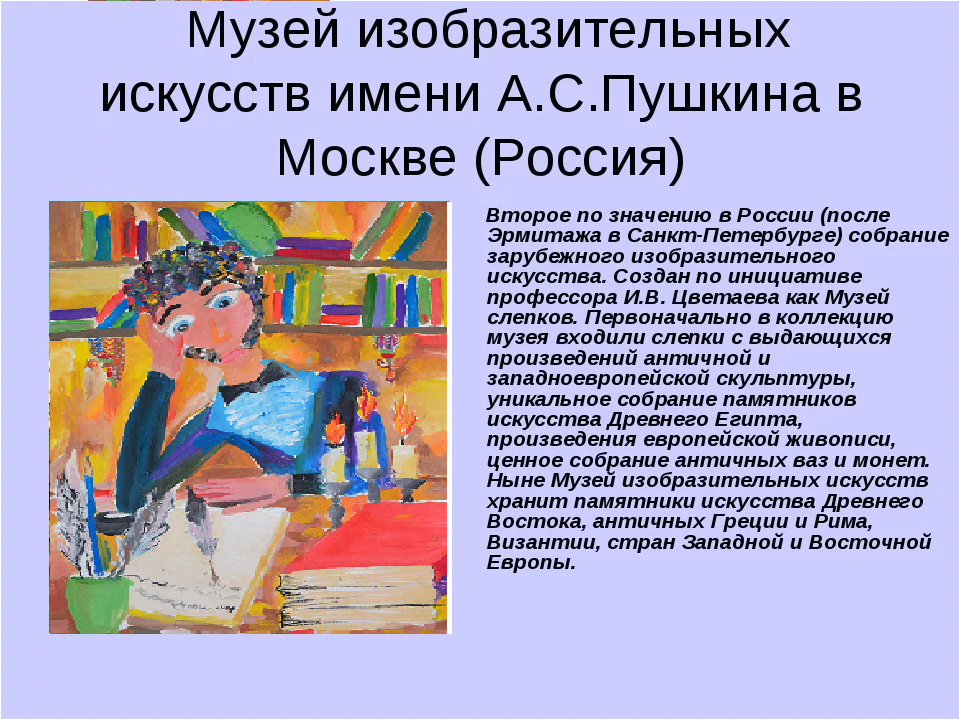 Музей изобразительных
искусств имени А.С.Пушкина в
Москве (Россия)
Второе по значению в России (после
Эрмитажа в Санкт-Петербурге) собрание
зарубежного изобразительного
искусства. Создан по инициативе
профессора И.В. Цветаева как Музей
слепков. Первоначально в коллекцию
музея входили слепки с выдающихся
произведений античной и
западноевропейской скульптуры,
уникальное собрание памятников
искусства Древнего Египта,
произведения европейской живописи,
ценное собрание античных ваз и монет.
Ныне Музей изобразительных искусств
хранит памятники искусства Древнего
Востока, античных Греции и Рима,
Византии, стран Западной и Восточной
Европы.